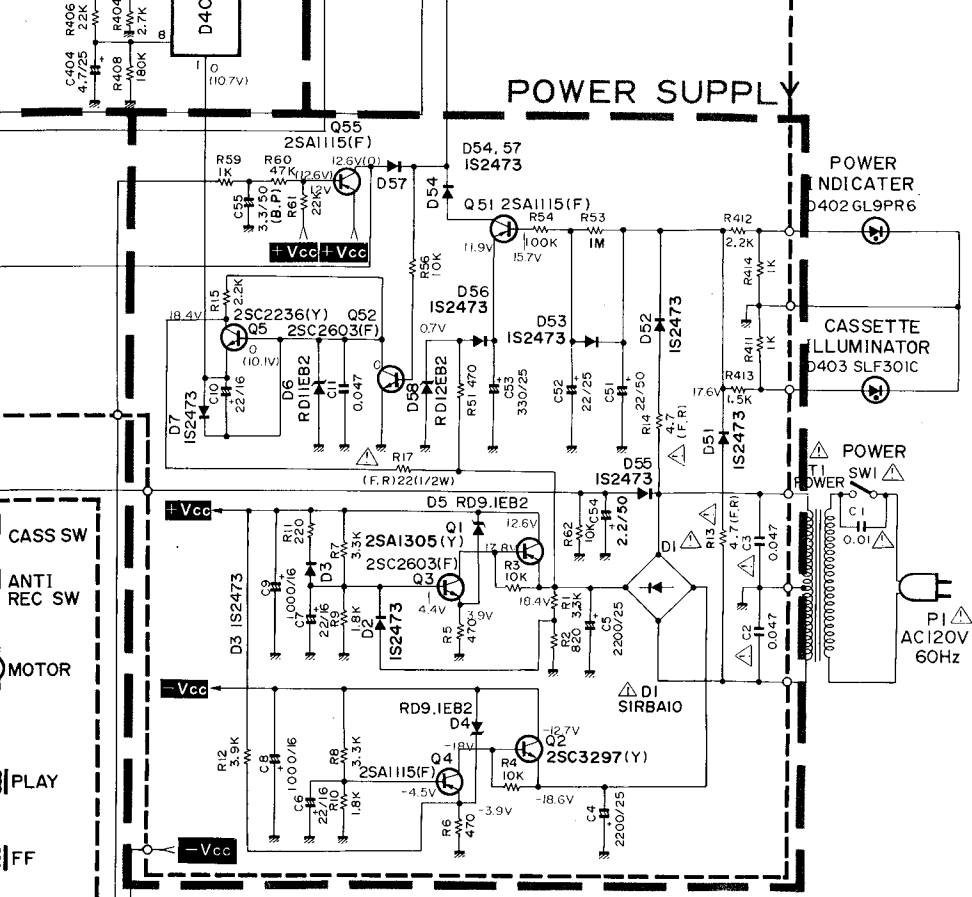 R406
22K
R404
2.7K
D40
8
C404
4.7/25
+
R408
180K
1
0
(10.7V)
POWER SUPPLY
Q55
2SA1115(F)
12.6V(0)
R59
1K
R60
47K
(12.6V)
12V
C55
3.3/50
(B.P)
R61
22K
+Vcc
+Vcc
D57
D54, 57
1S2473
D54
Q51 2SA1115(F)
R54
100K
R53
1M
11.9V
15.7V
R56
10K
R412
2.2K
R414
1K
POWER
INDICATER
D402 GL9PR6
R15
2.2K
18.4V
2SC2236(Y)
Q5
Q52
2SC2603(F)
0
(10.1V)
0.7V
0
D56
1S2473
D53
1S2473
D52
1S2473
R411
1K
CASSETTE
ILLUMINATOR
D403 SLF301C
D7
1S2473
C10
22/16
+
D6
RD11EB2
C11
0.047
D58
RD12EB2
R51
470
C53
330/25
+
C52
22/25
+
C51
22/50
+
R14
4.7
(F.R)
17.6V
R413
1.5K
D51
1S2473
R17
(F.R)22(1/2W)
D55
1S2473
T1
POWER
POWER
SW1
C1
0.01
+Vcc
D5 RD9.1EB2
12.6V
Q1
2SA1305(Y)
17.8V
2SC2603(F)
Q3
R11
220
R7
3.3K
D3
D3 1S2473
C9
1000/16
+
C7
22/16
+
R9
1.8K
D2
1S2473
4.4V
3.9V
R5
470
R3
10K
18.4V
R1
3.3K
R2
820
C5
2200/25
+
R62
10K
C54
2.2/50
+
D1
R13
4.7(F.R)
C3
0.047
C2
0.047
P1
AC120V
60Hz
CASS SW
ANTI
REC SW
MOTOR
PLAY
FF
-Vcc
RD9.1EB2
D4
D1
S1RBA10
-12.7V
Q2
2SC3297(Y)
-18V
Q4
2SA1115(F)
R4
10K
-18.6V
R12
3.9K
C8
1000/16
+
R8
3.3K
C6
22/16
+
R10
1.8K
-4.5V
-3.9V
R6
470
C4
2200/25
+
-Vcc